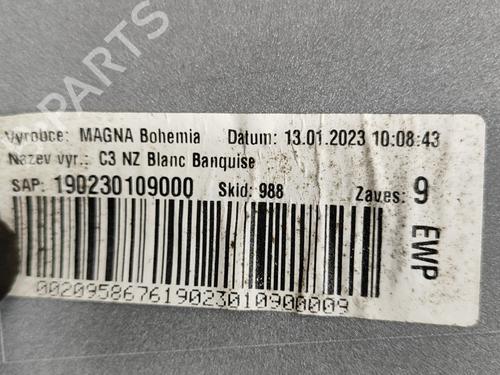 PARTS
Vyrobce: MAGNA Bohemia Datum: 13.01.2023 10:08:43
Nazev vyr.: C3 NZ Blanc Banquise
SAP: 190230109000 Skid: 988 Zaves: 9
EWP
00209586761902301090000​9